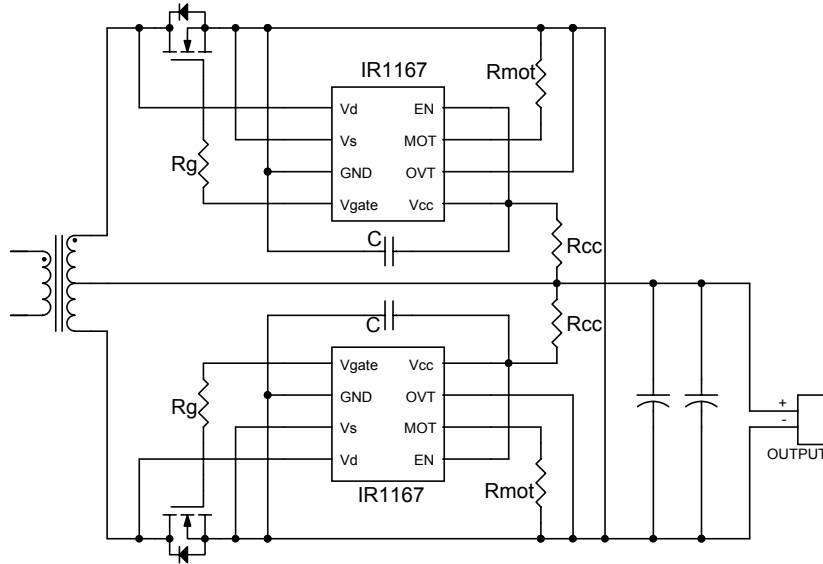 IR1167
Rmot
Vd
EN
Vs
MOT
Rg
GND
OVT
Vgate
Vcc
C
Rcc
C
Rcc
Vgate
Vcc
Rg
GND
OVT
Vs
MOT
Vd
EN
IR1167
Rmot
+
-
OUTPUT